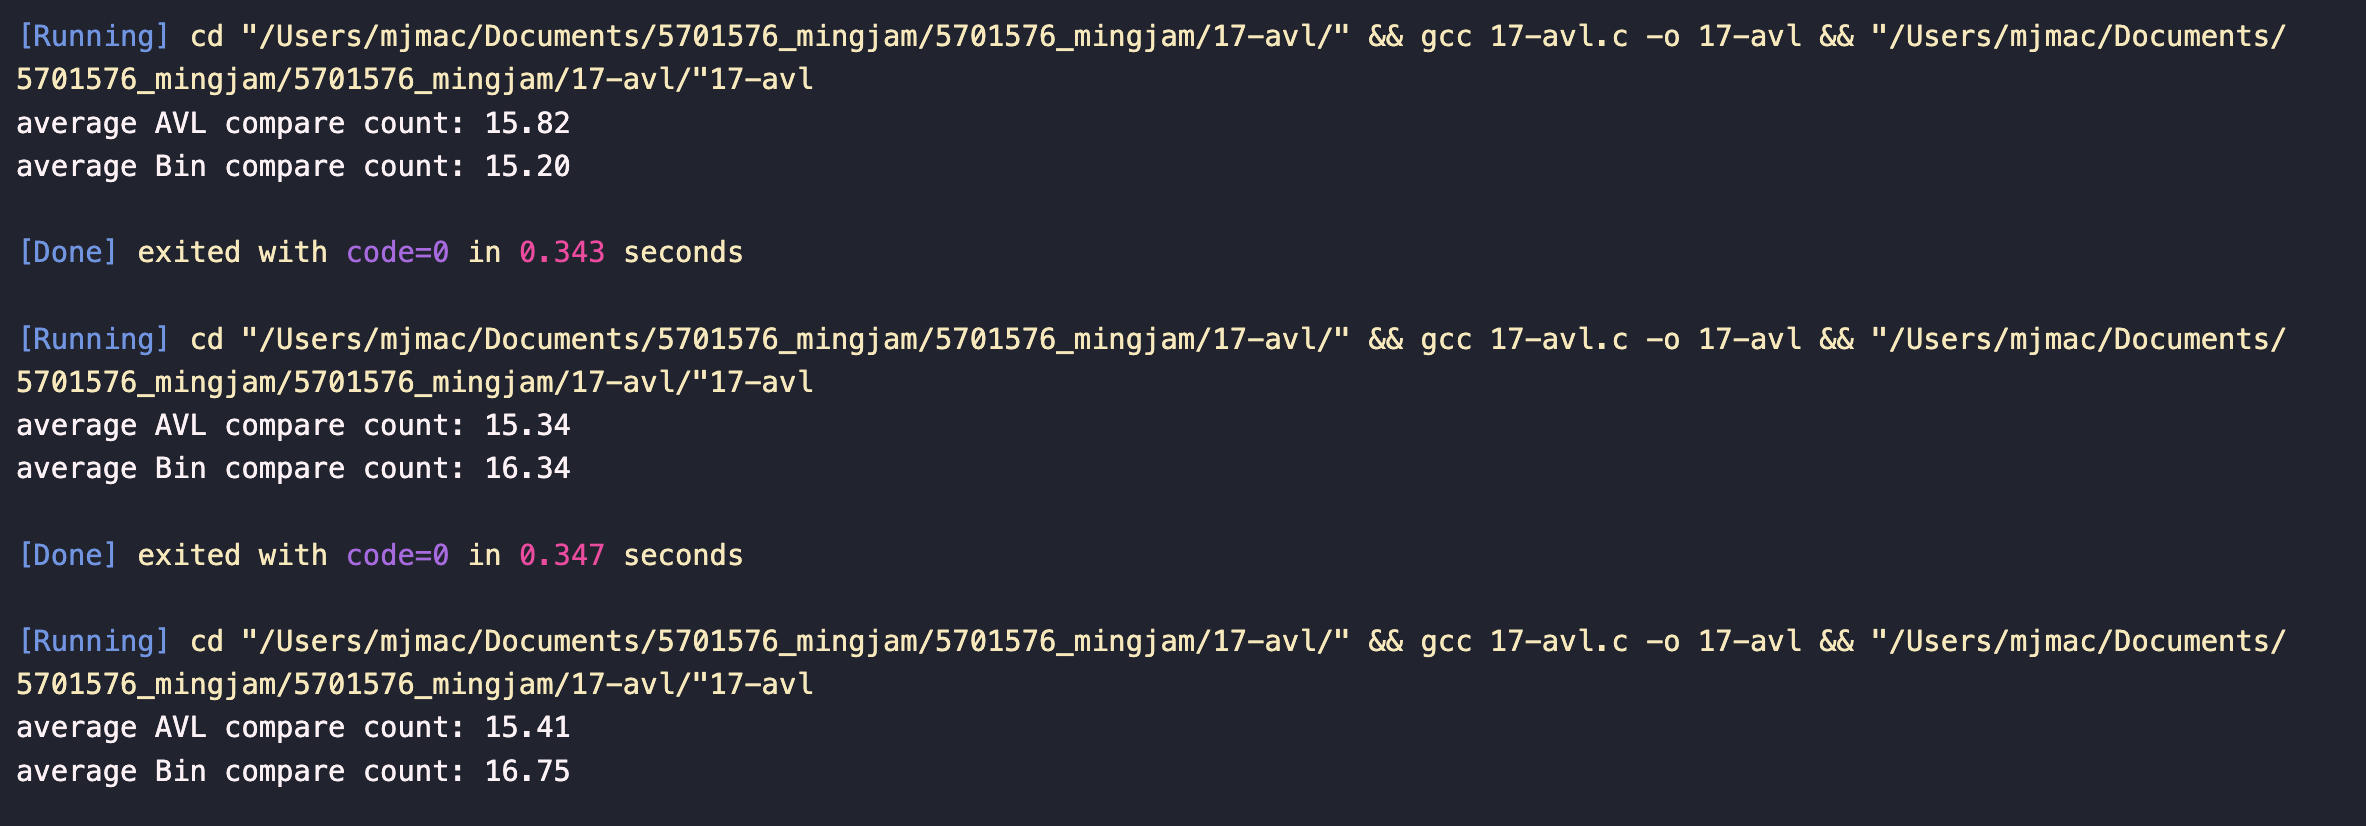 [Running] cd "/Users/mjmac/Documents/5701576_mingjam/5701576_mingjam/17-avl/" && gcc 17-avl.c -o 17-avl && "/Users/mjmac/Documents/
5701576_mingjam/5701576_mingjam/17-avl/"17-avl
average AVL compare count: 15.82
average Bin compare count: 15.20
[Done] exited with code=0 in 0.343 seconds
[Running] cd "/Users/mjmac/Documents/5701576_mingjam/5701576_mingjam/17-avl/" && gcc 17-avl.c -o 17-avl && "/Users/mjmac/Documents/
5701576_mingjam/5701576_mingjam/17-avl/"17-avl
average AVL compare count: 15.34
average Bin compare count: 16.34
[Done] exited with code=0 in 0.347 seconds
[Running] cd "/Users/mjmac/Documents/5701576_mingjam/5701576_mingjam/17-avl/" && gcc 17-avl.c -o 17-avl && "/Users/mjmac/Documents/
5701576_mingjam/5701576_mingjam/17-avl/"17-avl
average AVL compare count: 15.41
average Bin compare count: 16.75